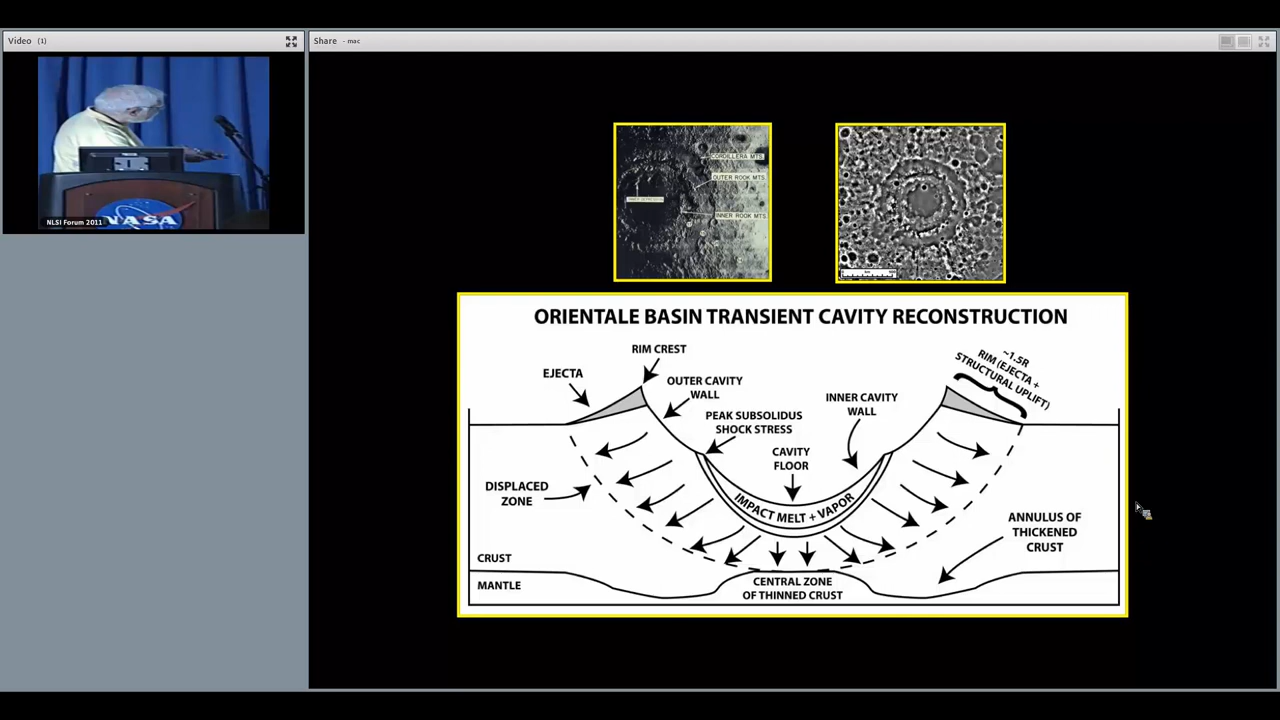 Video (1)
Share - mac
NLSI Forum 2011
NASA
CORDILLERA MTS.
OUTER ROOK MTS.
INNER ROOK MTS.
ORIENTALE BASIN TRANSIENT CAVITY RECONSTRUCTION
RIM CREST
EJECTA
OUTER CAVITY
WALL
PEAK SUBSOLIDUS
SHOCK STRESS
CAVITY
FLOOR
INNER CAVITY
WALL
~1.5R
RIM (EJECTA +
STRUCTURAL UPLIFT)
DISPLACED
ZONE
IMPACT MELT + VAPOR
ANNULUS OF
THICKENED
CRUST
CRUST
MANTLE
CENTRAL ZONE
OF THINNED CRUST